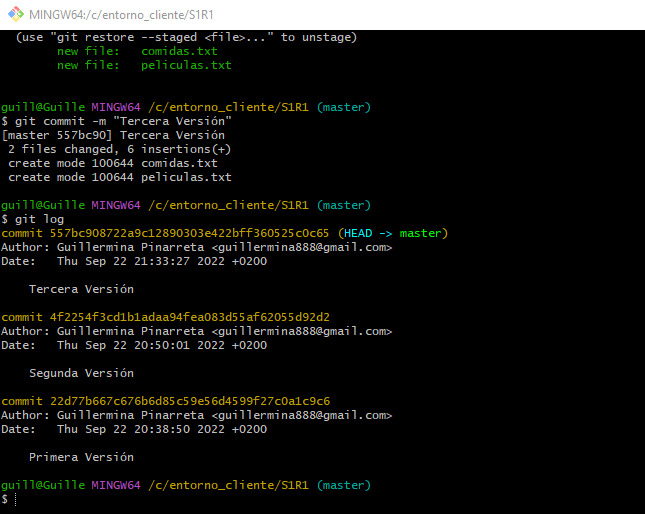 MINGW64:/c/entorno_cliente/S1R1
(use "git restore --staged <file>..." to unstage)
new file:   comidas.txt
new file:   peliculas.txt
guill@Guille MINGW64 /c/entorno_cliente/S1R1 (master)
$ git commit -m "Tercera Versión"
[master 557bc90] Tercera Versión
2 files changed, 6 insertions(+)
create mode 100644 comidas.txt
create mode 100644 peliculas.txt
guill@Guille MINGW64 /c/entorno_cliente/S1R1 (master)
$ git log
commit 557bc908722a9c12890303e422bff360525c0c65 (HEAD -> master)
Author: Guillermina Pinarreta <guillermina888@gmail.com>
Date:   Thu Sep 22 21:33:27 2022 +0200
Tercera Versión
commit 4f2254f3cd1b1adaa94fea083d55af62055d92d2
Author: Guillermina Pinarreta <guillermina888@gmail.com>
Date:   Thu Sep 22 20:50:01 2022 +0200
Segunda Versión
commit 22d77b667c676b6d85c59e56d4599f27c0a1c9c6
Author: Guillermina Pinarreta <guillermina888@gmail.com>
Date:   Thu Sep 22 20:38:50 2022 +0200
Primera Versión
guill@Guille MINGW64 /c/entorno_cliente/S1R1 (master)
$